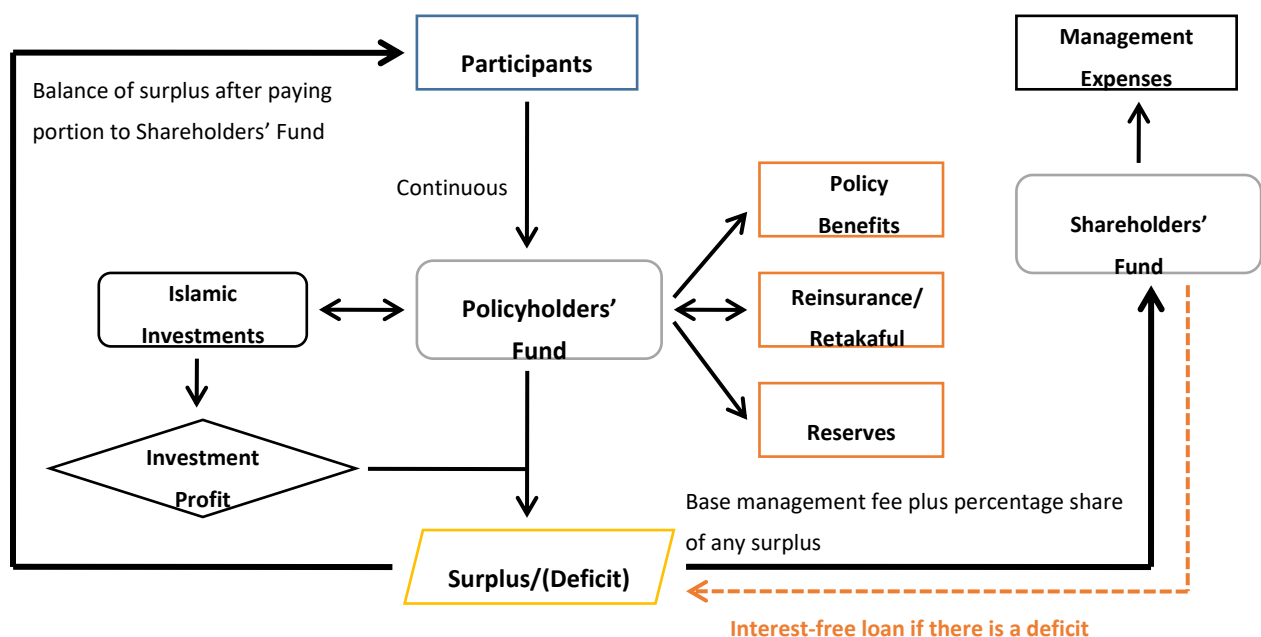 Participants
Management
Expenses
Balance of surplus after paying
portion to Shareholders’ Fund
Continuous
Policy
Benefits
Shareholders’
Fund
Islamic
Investments
Policyholders’
Fund
Reinsurance/
Retakaful
Investment
Profit
Reserves
Base management fee plus percentage share
of any surplus
Surplus/(Deficit)
Interest-free loan if there is a deficit